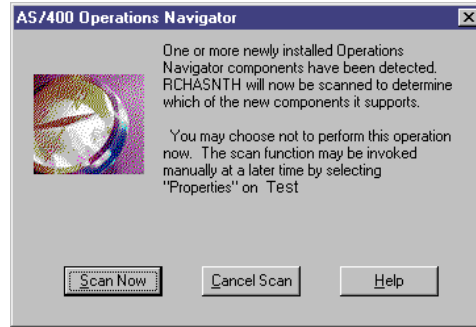 AS/400 Operations Navigator
One or more newly installed Operations
Navigator components have been detected.
RCHASNTH will now be scanned to determine
which of the new components it supports.
You may choose not to perform this operation
now. The scan function may be invoked
manually at a later time by selecting
"Properties" on Test
Scan Now
Cancel Scan
Help